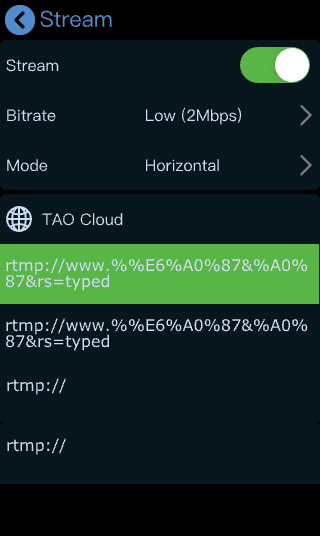 Stream
Stream
Bitrate Low (2Mbps)
Mode Horizontal
TAO Cloud
rtmp://www.%%E6%A0%87&%A0%
87&rs=typed
rtmp://www.%%E6%A0%87&%A0%
87&rs=typed
rtmp://
rtmp://